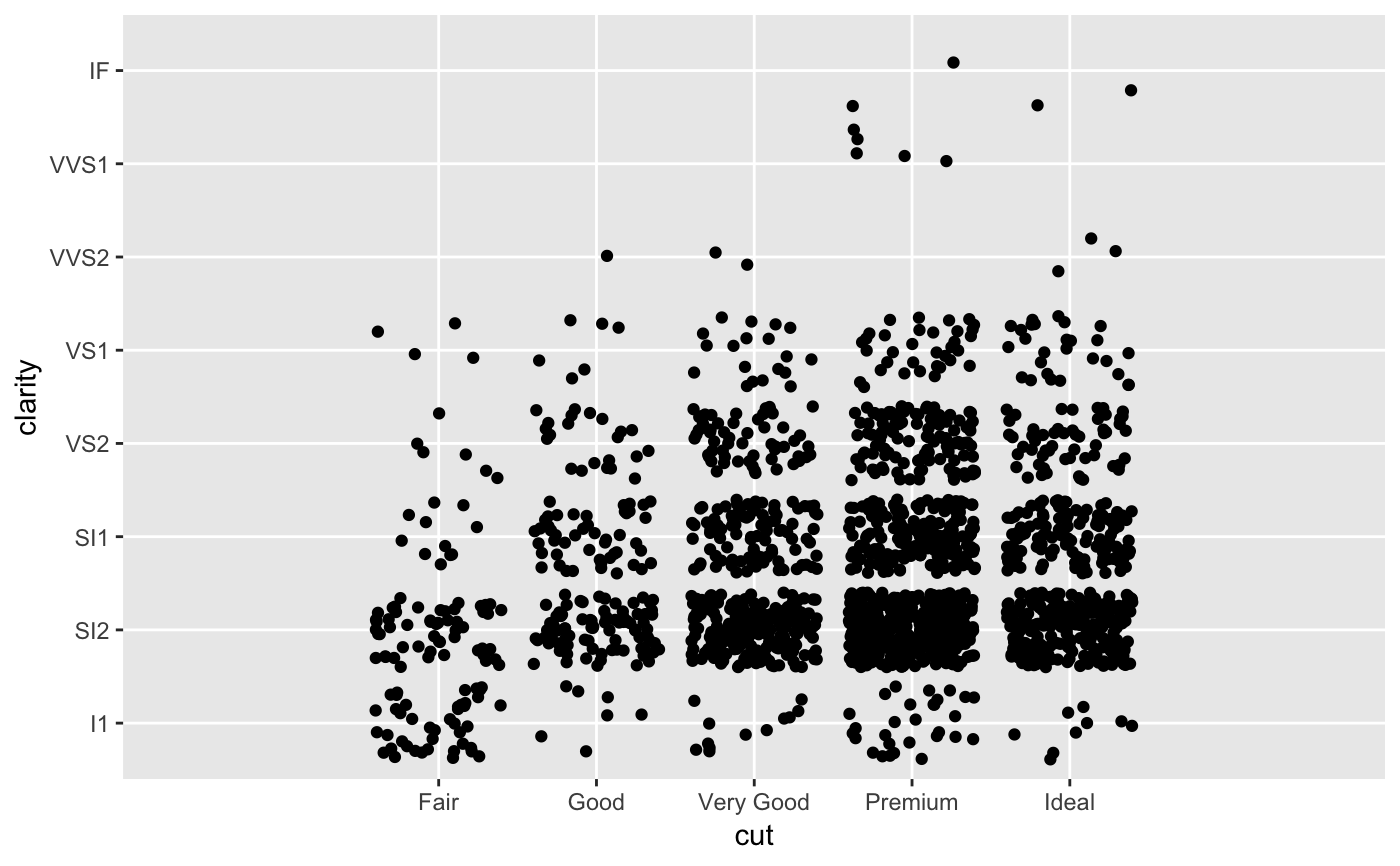 IF
VVS1
VVS2
VS1
VS2
SI1
SI2
I1
clarity
Fair Good Very Good Premium Ideal
cut